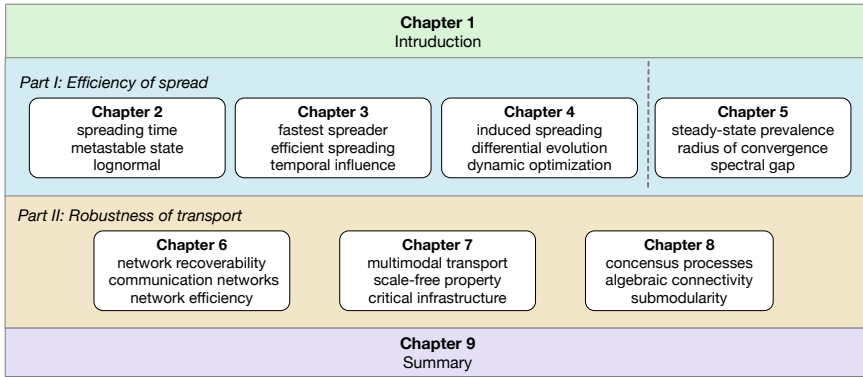 Chapter 1
Intruduction
Part I: Efficiency of spread
Chapter 2
spreading time
metastable state
lognormal
Chapter 3
fastest spreader
efficient spreading
temporal influence
Chapter 4
induced spreading
differential evolution
dynamic optimization
Chapter 5
steady-state prevalence
radius of convergence
spectral gap
Part II: Robustness of transport
Chapter 6
network recoverability
communication networks
network efficiency
Chapter 7
multimodal transport
scale-free property
critical infrastructure
Chapter 8
concensus processes
algebraic connectivity
submodularity
Chapter 9
Summary